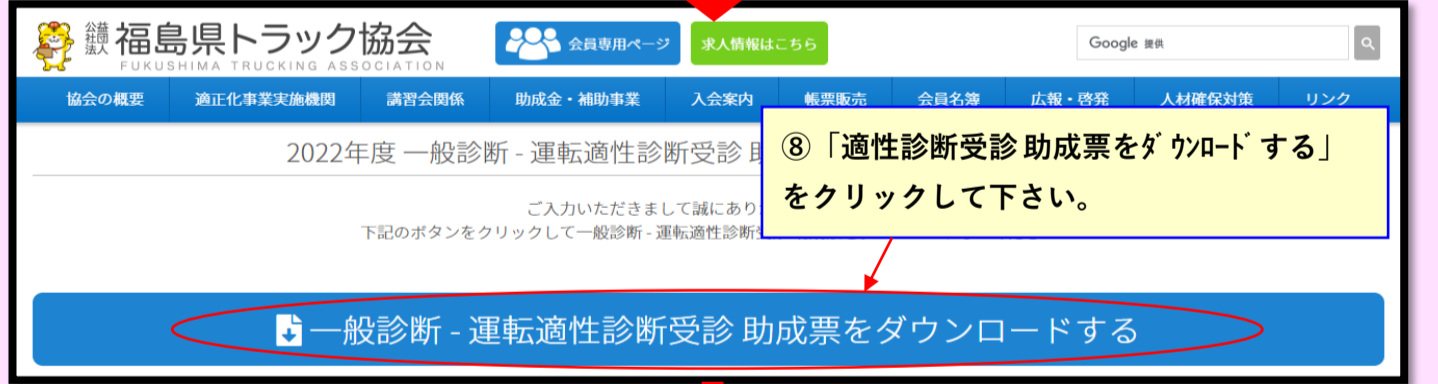 公益社団法人 福島県トラック協会
FUKUSHIMA TRUCKING ASSOCIATION
会員専用ページ
求人情報はこちら
Google 提供
協会の概要 適正化事業実施機関 講習会関係 助成金・補助事業 入会案内 帳票販売 会員名簿 広報・啓発 人材確保対策 リンク
2022年度 一般診断 - 運転適性診断受診
⑧「適性診断受診 助成票をﾀﾞｳﾝﾛｰﾄﾞする」
をクリックして下さい。
ご入力いただきまして誠にあり
下記のボタンをクリックして一般診断 - 運転適性診断
一般診断 - 運転適性診断受診 助成票をダウンロードする